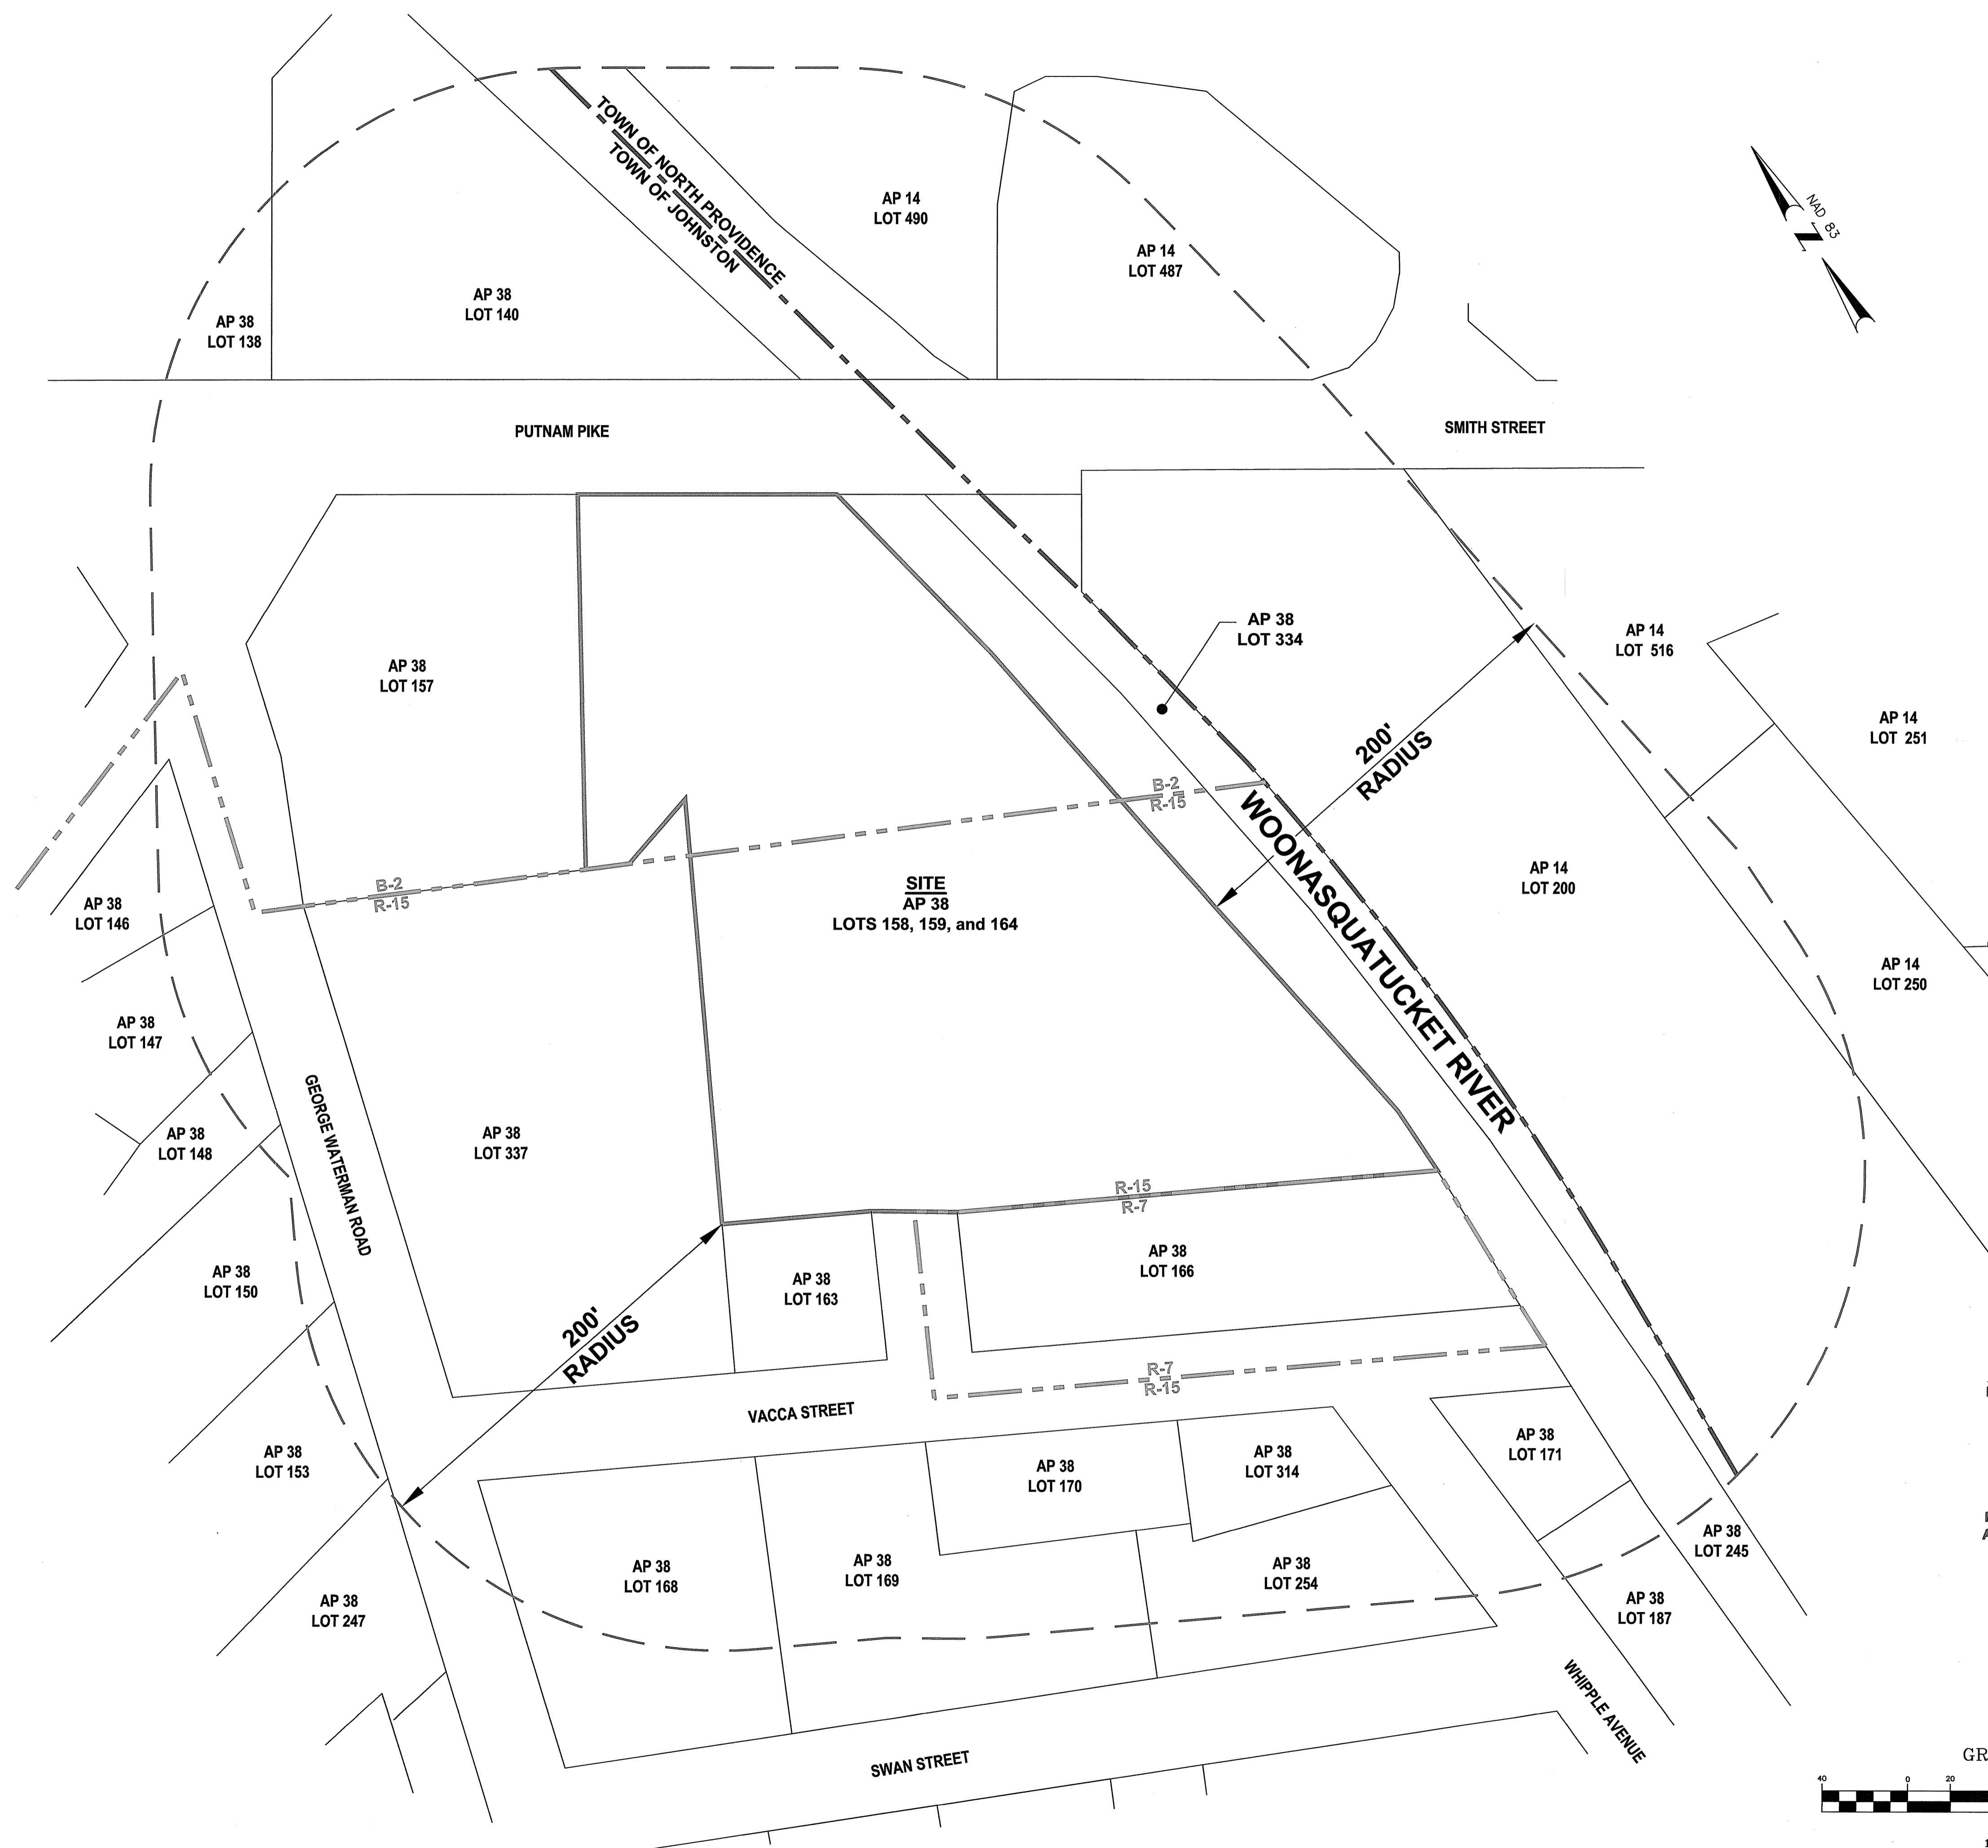 TOWN OF NORTH PROVIDENCE
TOWN OF JOHNSTON
AP 14
LOT 490
AP 14
LOT 487
NAD 83
N
AP 38
LOT 140
AP 38
LOT 138
PUTNAM PIKE
SMITH STREET
AP 38
LOT 334
AP 14
LOT 516
AP 38
LOT 157
AP 14
LOT 251
200'
RADIUS
B-2
R-15
WOONASQUATUCKET RIVER
AP 14
LOT 200
B-2
R-15
SITE
AP 38
LOTS 158, 159, and 164
AP 38
LOT 146
AP 14
LOT 250
AP 38
LOT 147
GEORGE WATERMAN ROAD
AP 38
LOT 148
AP 38
LOT 337
R-15
R-7
AP 38
LOT 150
AP 38
LOT 163
AP 38
LOT 166
200'
RADIUS
R-7
R-15
VACCA STREET
AP 38
LOT 153
AP 38
LOT 170
AP 38
LOT 314
AP 38
LOT 171
AP 38
LOT 168
AP 38
LOT 169
AP 38
LOT 254
AP 38
LOT 245
AP 38
LOT 247
AP 38
LOT 187
WHIPPLE AVENUE
SWAN STREET
GR
40 0 20